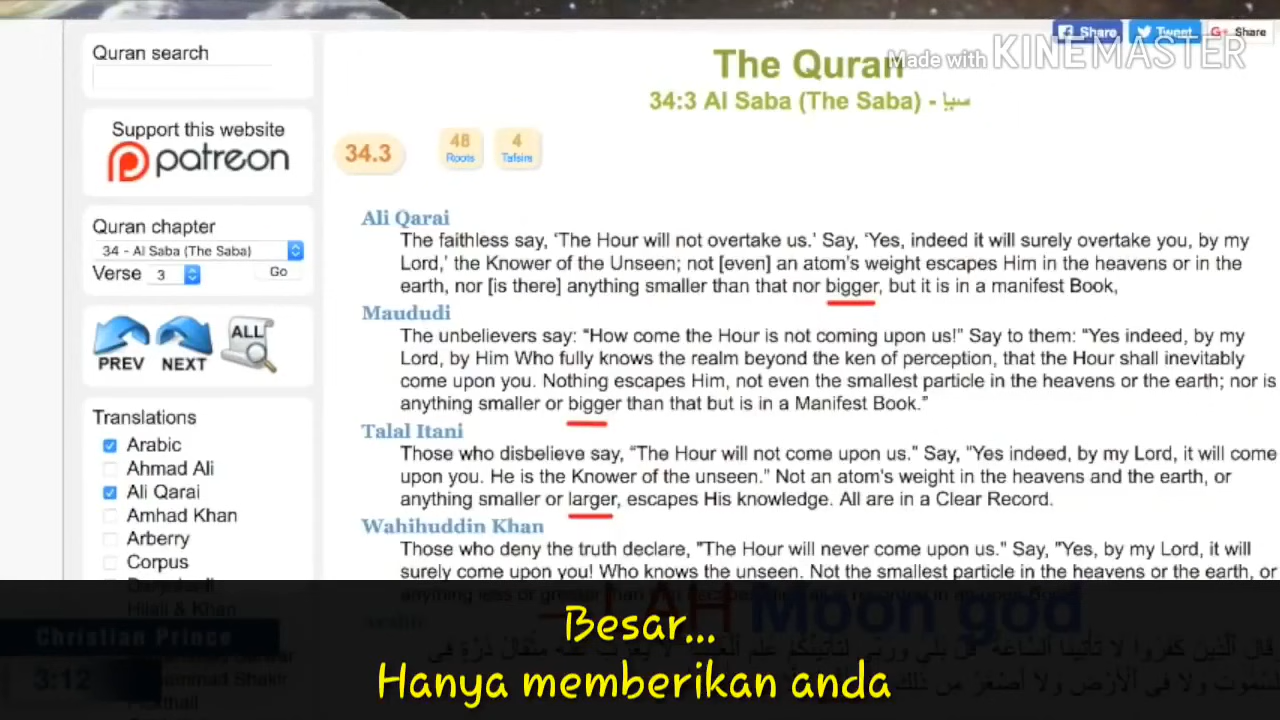 Share
Tweet
Share
Made with KINEMASTER
Quran search
The Quran
34:3 Al Saba (The Saba) - سبإ
Support this website
patreon
34.3
48
Roots
4
Tafsirs
Quran chapter
34 - Al Saba (The Saba)
Verse 3 Go
PREV NEXT ALL
Ali Qarai
The faithless say, ‘The Hour will not overtake us.’ Say, ‘Yes, indeed it will surely overtake you, by my
Lord,’ the Knower of the Unseen; not [even] an atom’s weight escapes Him in the heavens or in the
earth, nor [is there] anything smaller than that nor bigger, but it is in a manifest Book,
Maududi
The unbelievers say: “How come the Hour is not coming upon us!” Say to them: “Yes indeed, by my
Lord, by Him Who fully knows the realm beyond the ken of perception, that the Hour shall inevitably
come upon you. Nothing escapes Him, not even the smallest particle in the heavens or the earth; nor is
anything smaller or bigger than that but is in a Manifest Book.”
Talal Itani
Those who disbelieve say, “The Hour will not come upon us.” Say, “Yes indeed, by my Lord, it will come
upon you. He is the Knower of the unseen.” Not an atom’s weight in the heavens and the earth, or
anything smaller or larger, escapes His knowledge. All are in a Clear Record.
Wahihuddin Khan
Those who deny the truth declare, "The Hour will never come upon us." Say, "Yes, by my Lord, it will
surely come upon you! Who knows the unseen. Not the smallest particle in the heavens or the earth, or
Translations
Arabic
Ahmad Ali
Ali Qarai
Amhad Khan
Arberry
Corpus
Hilali & Khan
Moon god
Christian Prince
3:12
Besar...
Hanya memberikan anda